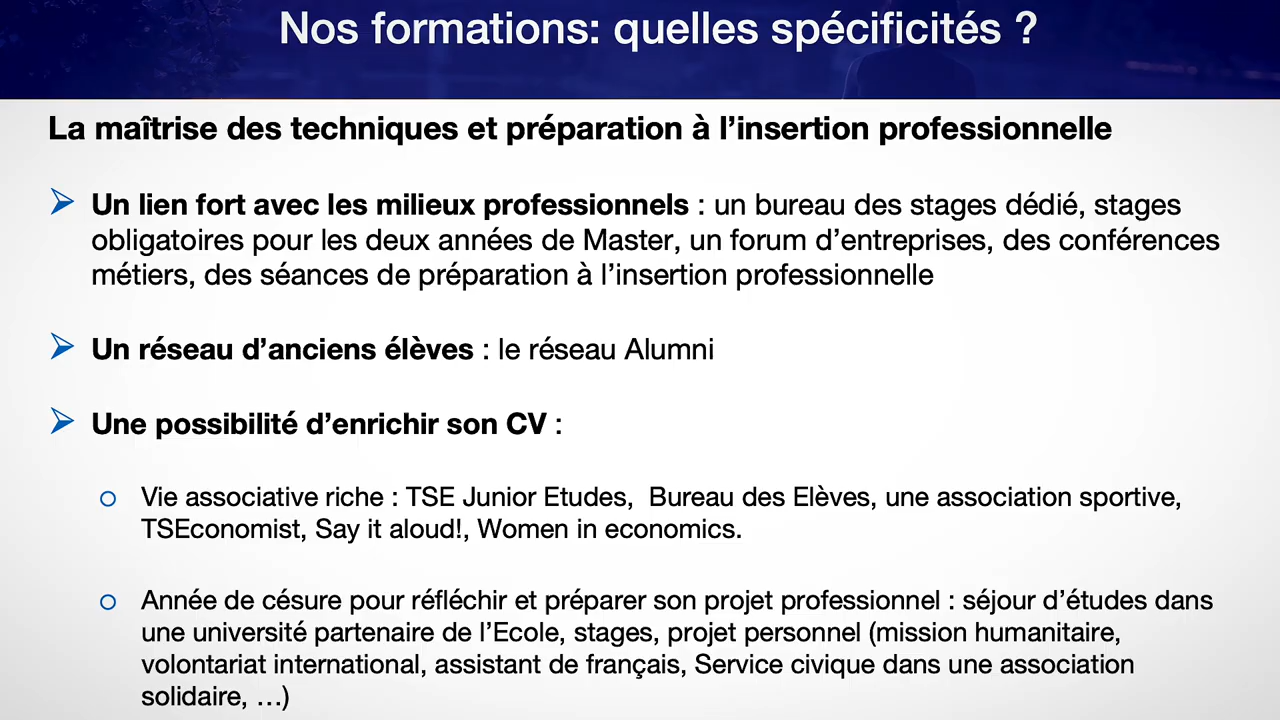 Nos formations: quelles spécificités ?
La maîtrise des techniques et préparation à l’insertion professionnelle
Un lien fort avec les milieux professionnels : un bureau des stages dédié, stages
obligatoires pour les deux années de Master, un forum d’entreprises, des conférences
métiers, des séances de préparation à l’insertion professionnelle
Un réseau d’anciens élèves : le réseau Alumni
Une possibilité d’enrichir son CV :
Vie associative riche : TSE Junior Etudes,  Bureau des Elèves, une association sportive,
TSEconomist, Say it aloud!, Women in economics.
Année de césure pour réfléchir et préparer son projet professionnel : séjour d’études dans
une université partenaire de l’Ecole, stages, projet personnel (mission humanitaire,
volontariat international, assistant de français, Service civique dans une association
solidaire, …)